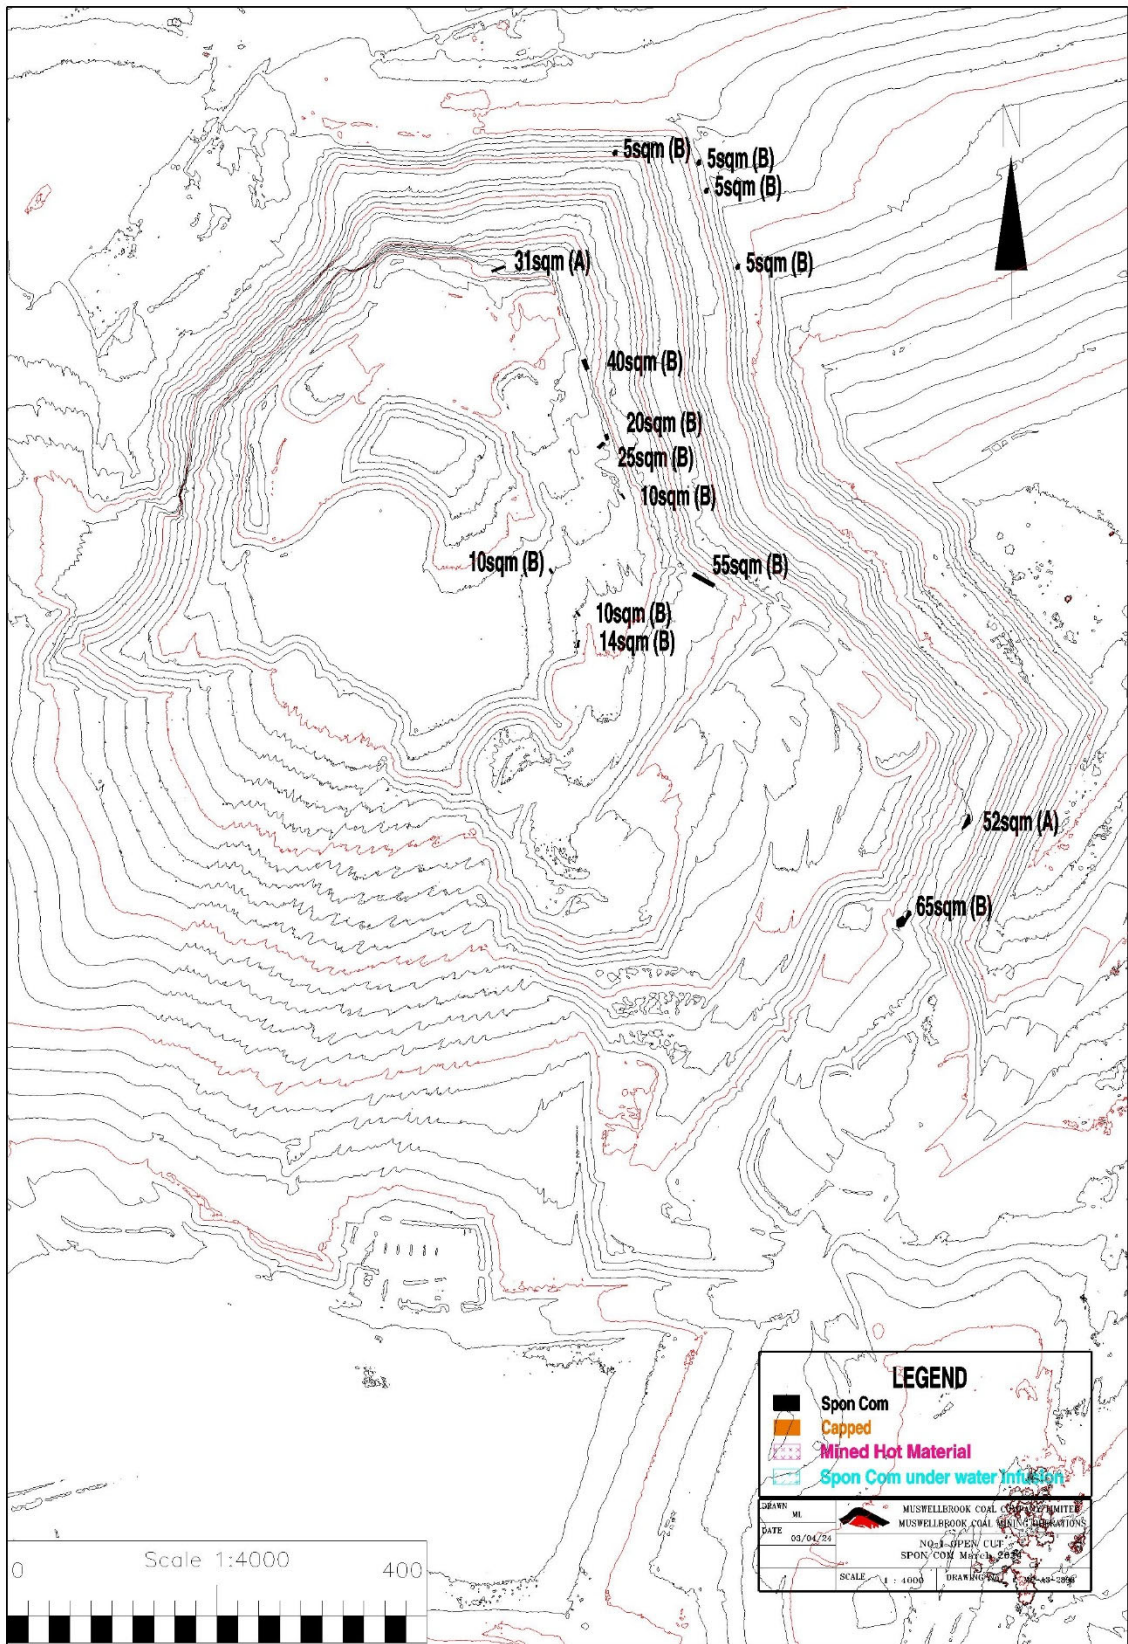 5sqm (B)
5sqm (B)
5sqm (B)
N
31sqm (A)
5sqm (B)
40sqm (B)
20sqm (B)
25sqm (B)
10sqm (B)
10sqm (B)
55sqm (B)
10sqm (B)
14sqm (B)
52sqm (A)
65sqm (B)
LEGEND
Spon Com
Capped
Mined Hot Material
Spon Com under water Infusion
DRAWN
ML
DATE
03/04/24
MUSWELLBROOK COAL COMPANY LIMITED
MUSWELLBROOK COAL MINING OPERATIONS
NO.1 OPEN CUT
SPON COM March 2024
SCALE 1 : 4000
DRAWING No.
Scale 1:4000
0 400